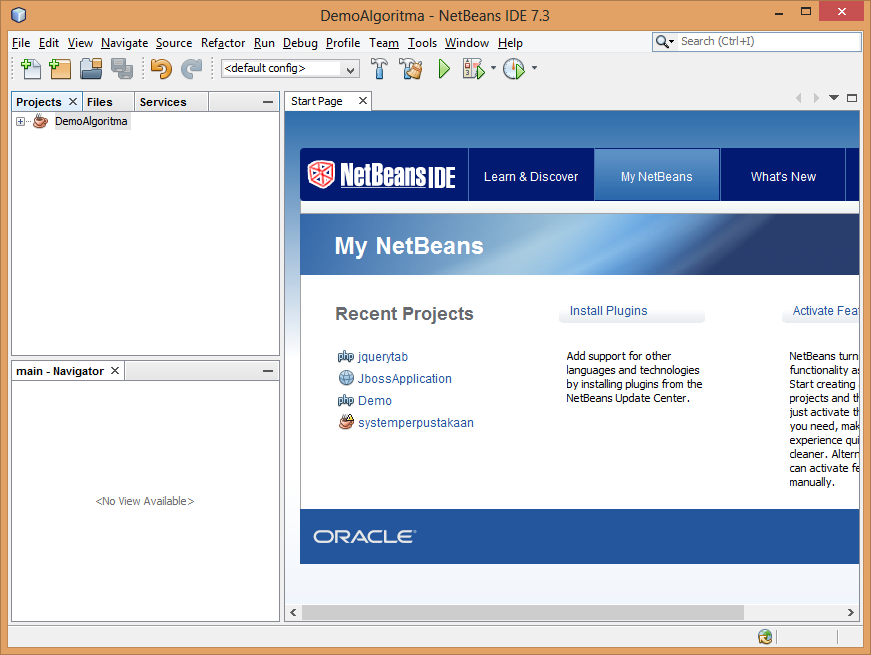 DemoAlgoritma - NetBeans IDE 7.3
File Edit View Navigate Source Refactor Run Debug Profile Team Tools Window Help
Search (Ctrl+I)
<default config>
Projects Files Services
DemoAlgoritma
Start Page
NetBeans IDE
Learn & Discover
My NetBeans
What's New
My NetBeans
Recent Projects
php jquerytab
JbossApplication
php Demo
systemperpustakaan
Install Plugins
Add support for other
languages and technologies
by installing plugins from the
NetBeans Update Center.
Activate Fea
NetBeans turn
functionality as
Start creating
projects and th
just activate th
you need, mak
experience qui
cleaner. Altern
can activate fe
manually.
main - Navigator
<No View Available>
ORACLE